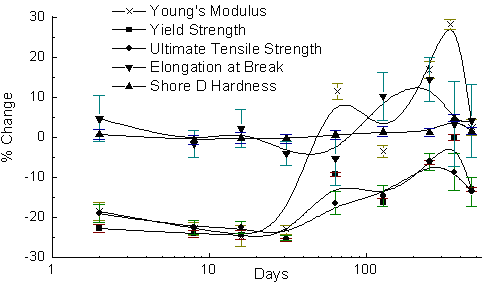 Young's Modulus
Yield Strength
Ultimate Tensile Strength
Elongation at Break
Shore D Hardness
% Change
30
20
10
0
-10
-20
-30
1
10
100
Days